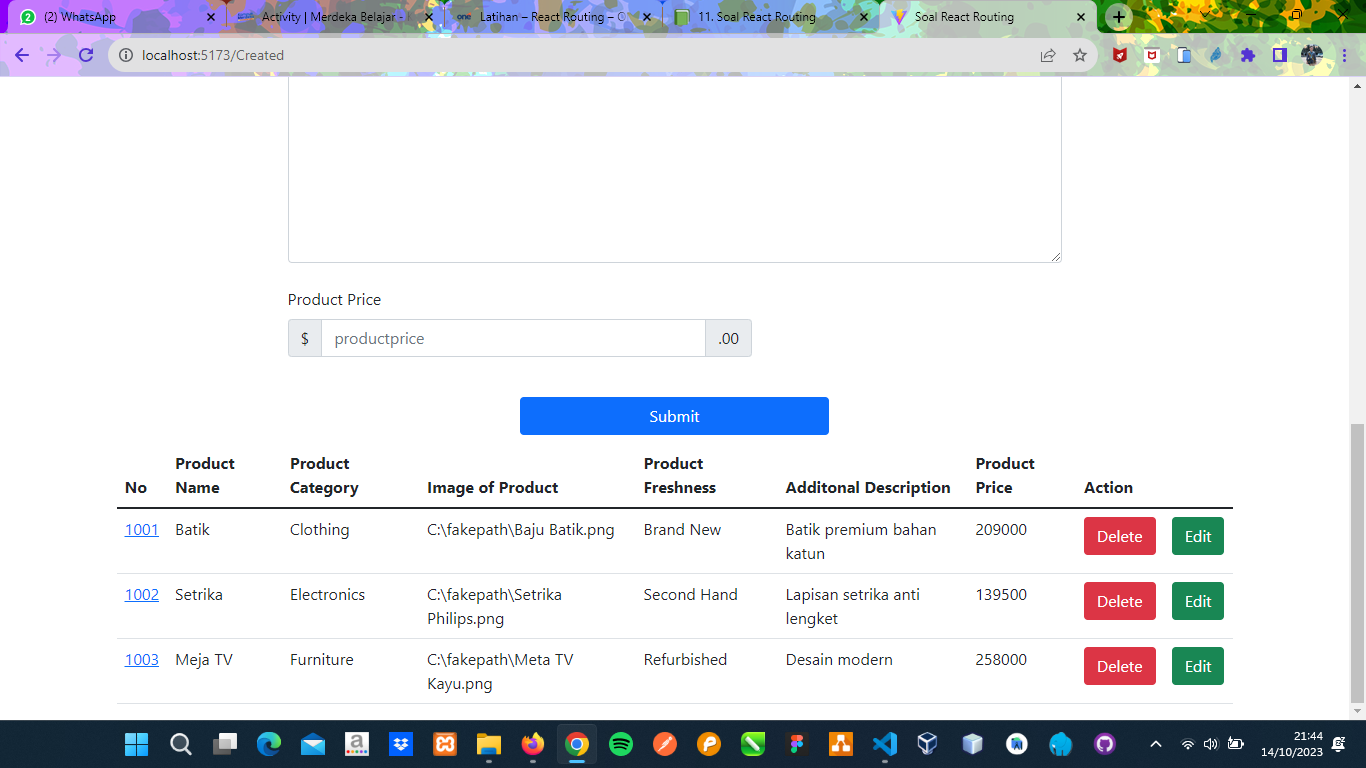 (2) WhatsApp
Activity | Merdeka Belajar -
Latihan – React Routing –
11. Soal React Routing
Soal React Routing
localhost:5173/Created
Product Price
$ productprice .00
Submit
No Product Name Product Category Image of Product Product Freshness Additonal Description Product Price Action
1001 Batik Clothing C:\fakepath\Baju Batik.png Brand New Batik premium bahan katun 209000 Delete Edit
1002 Setrika Electronics C:\fakepath\Setrika Philips.png Second Hand Lapisan setrika anti lengket 139500 Delete Edit
1003 Meja TV Furniture C:\fakepath\Meta TV Kayu.png Refurbished Desain modern 258000 Delete Edit
21:44
14/10/2023